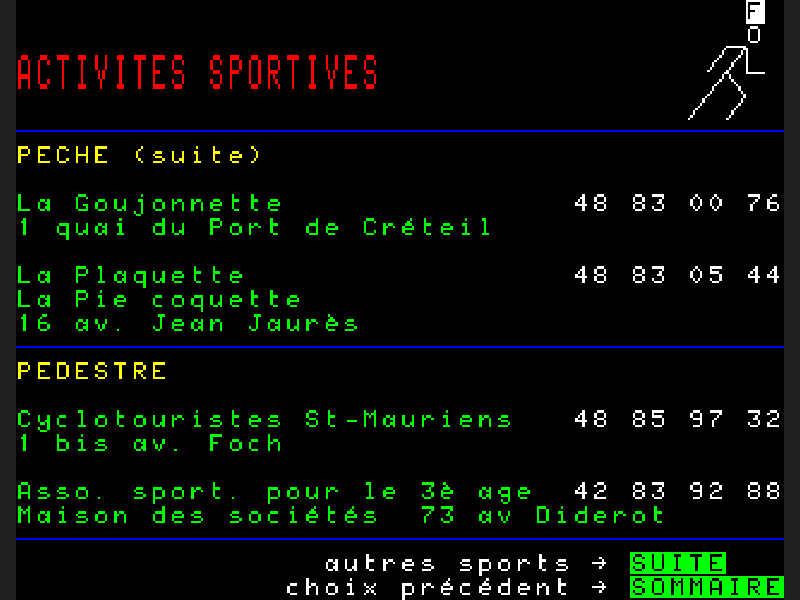 F
ACTIVITES SPORTIVES
PECHE (suite)
La Goujonnette 48 83 00 76
1 quai du Port de Créteil
La Plaquette 48 83 05 44
La Pie coquette
16 av. Jean Jaurès
PEDESTRE
Cyclotouristes St-Mauriens 48 85 97 32
1 bis av. Foch
Asso. sport. pour le 3è age 42 83 92 88
Maison des sociétés 73 av Diderot
autres sports → SUITE
choix précédent → SOMMAIRE